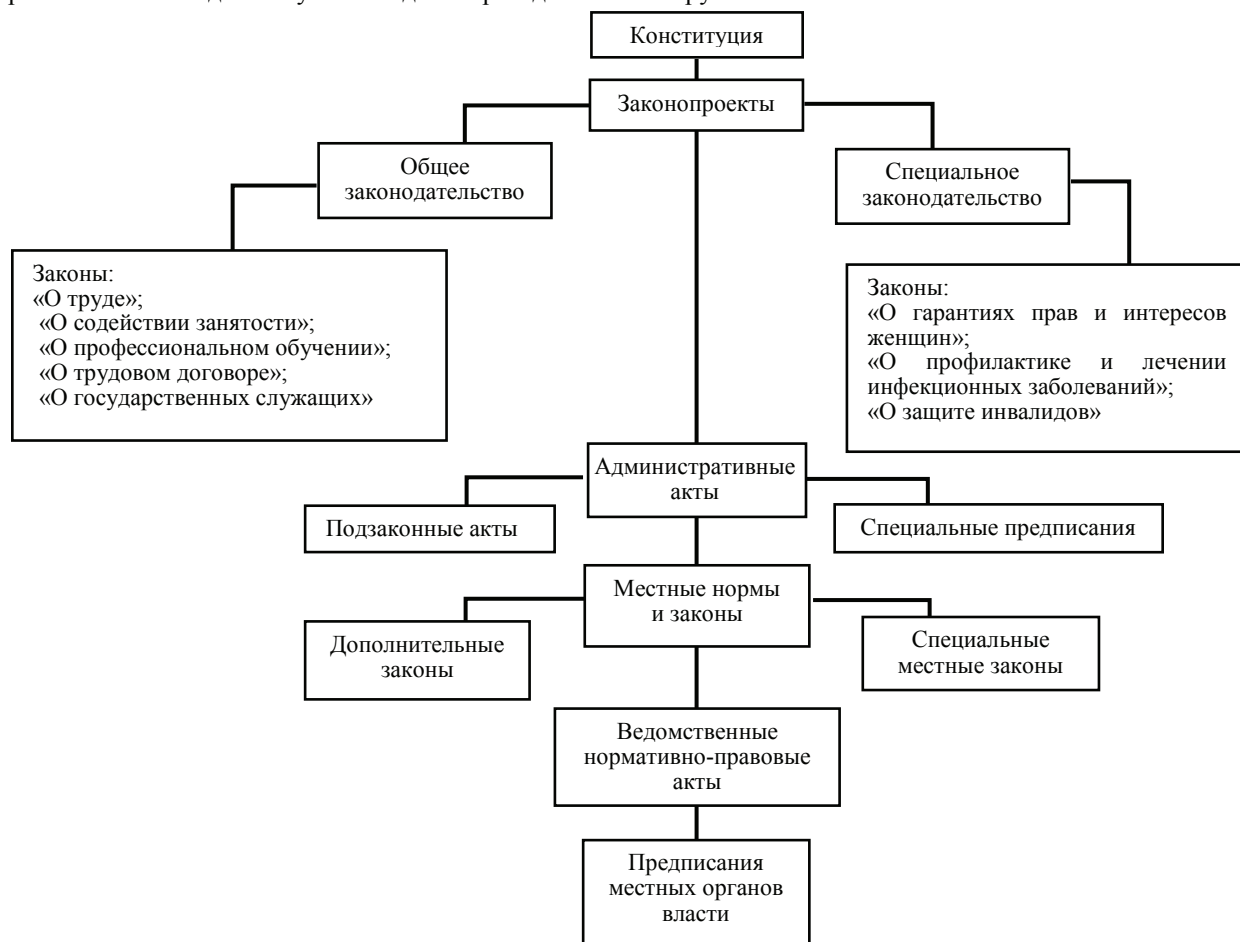 Конституция
Законопроекты
Общее
законодательство
Специальное
законодательство
Законы:
«О труде»;
«О содействии занятости»;
«О профессиональном обучении»;
«О трудовом договоре»;
«О государственных служащих»
Законы:
«О гарантиях прав и интересов
женщин»;
«О профилактике и лечении
инфекционных заболеваний»;
«О защите инвалидов»
Административные
акты
Подзаконные акты
Специальные предписания
Местные нормы
и законы
Дополнительные
законы
Специальные
местные законы
Ведомственные
нормативно-правовые
акты
Предписания
местных органов
власти